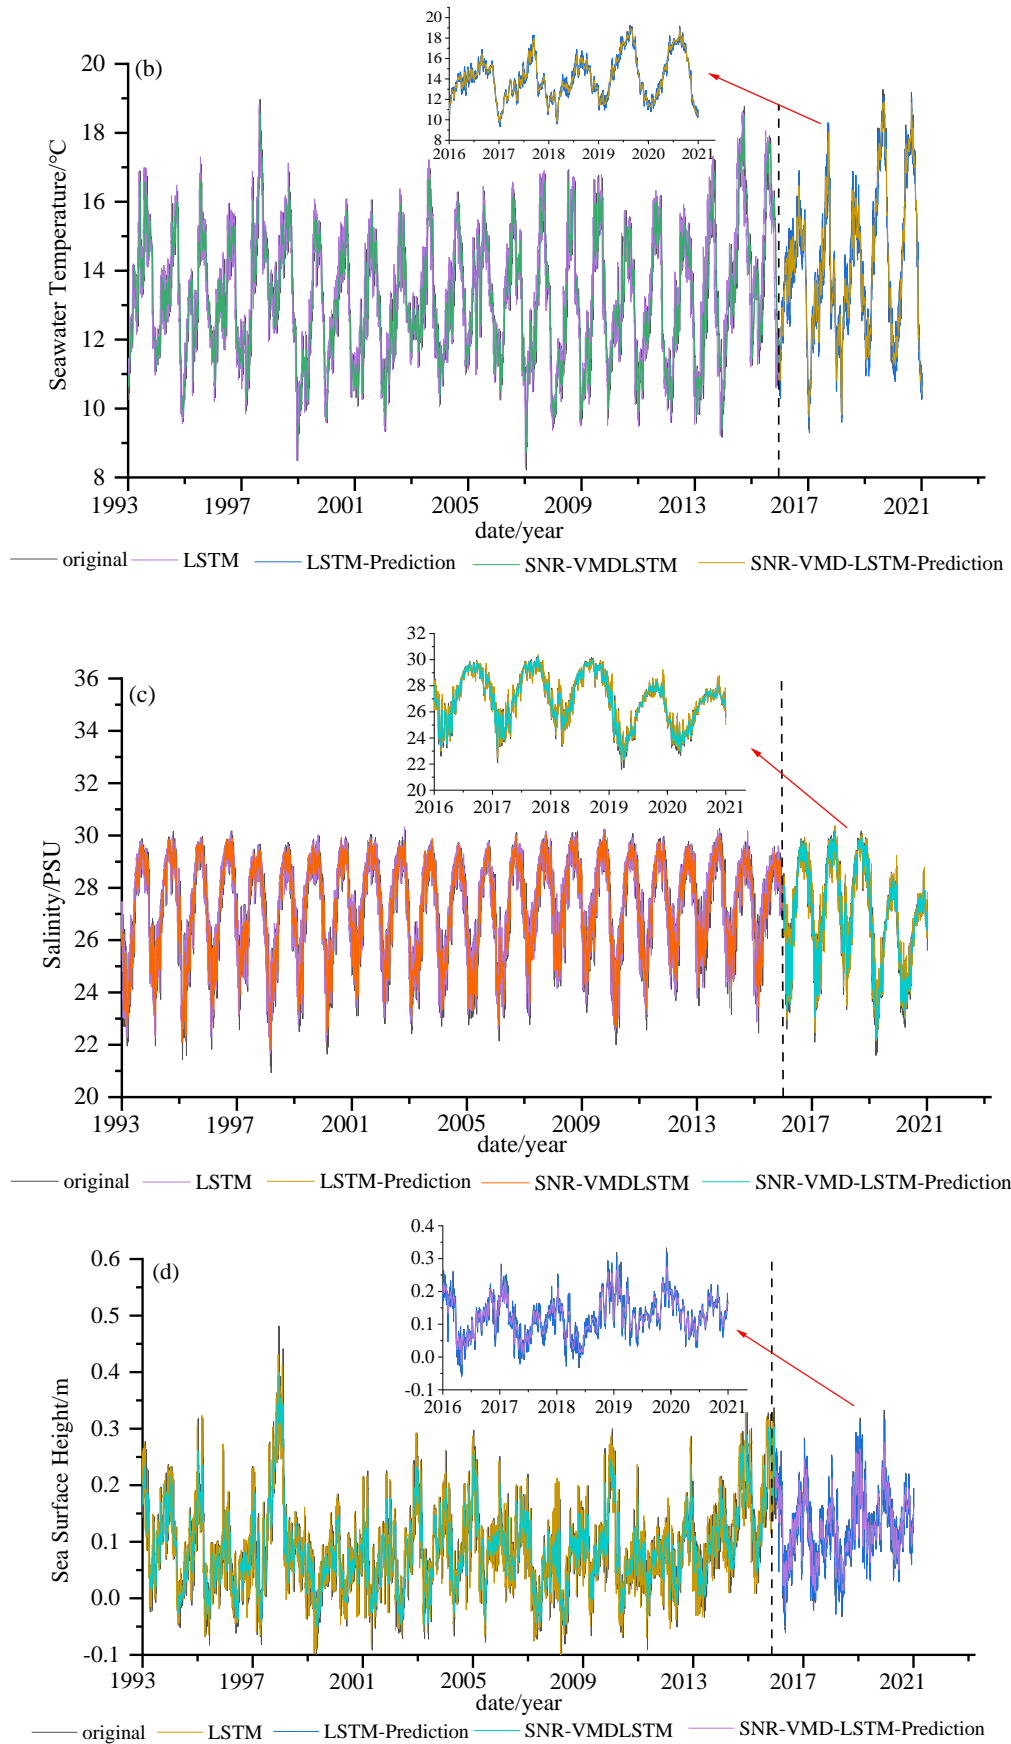 (b)
Seawater Temperature/°C
20
18
16
14
12
10
8
1993 1997 2001 2005 2009 2013 2017 2021
date/year
20
18
16
14
12
10
8
2016 2017 2018 2019 2020 2021
original LSTM LSTM-Prediction SNR-VMDLSTM SNR-VMD-LSTM-Prediction
(c)
Salinity/PSU
36
34
32
30
28
26
24
22
20
1993 1997 2001 2005 2009 2013 2017 2021
date/year
32
30
28
26
24
22
20
2016 2017 2018 2019 2020 2021
original LSTM LSTM-Prediction SNR-VMDLSTM SNR-VMD-LSTM-Prediction
(d)
Sea Surface Height/m
0.6
0.5
0.4
0.3
0.2
0.1
0.0
-0.1
1993 1997 2001 2005 2009 2013 2017 2021
date/year
0.4
0.3
0.2
0.1
0.0
-0.1
2016 2017 2018 2019 2020 2021
original LSTM LSTM-Prediction SNR-VMDLSTM SNR-VMD-LSTM-Prediction